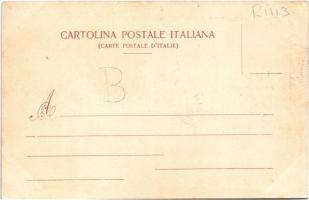 R1113
CARTOLINA POSTALE ITALIANA
(CARTE POSTALE D'ITALIE)
B
A